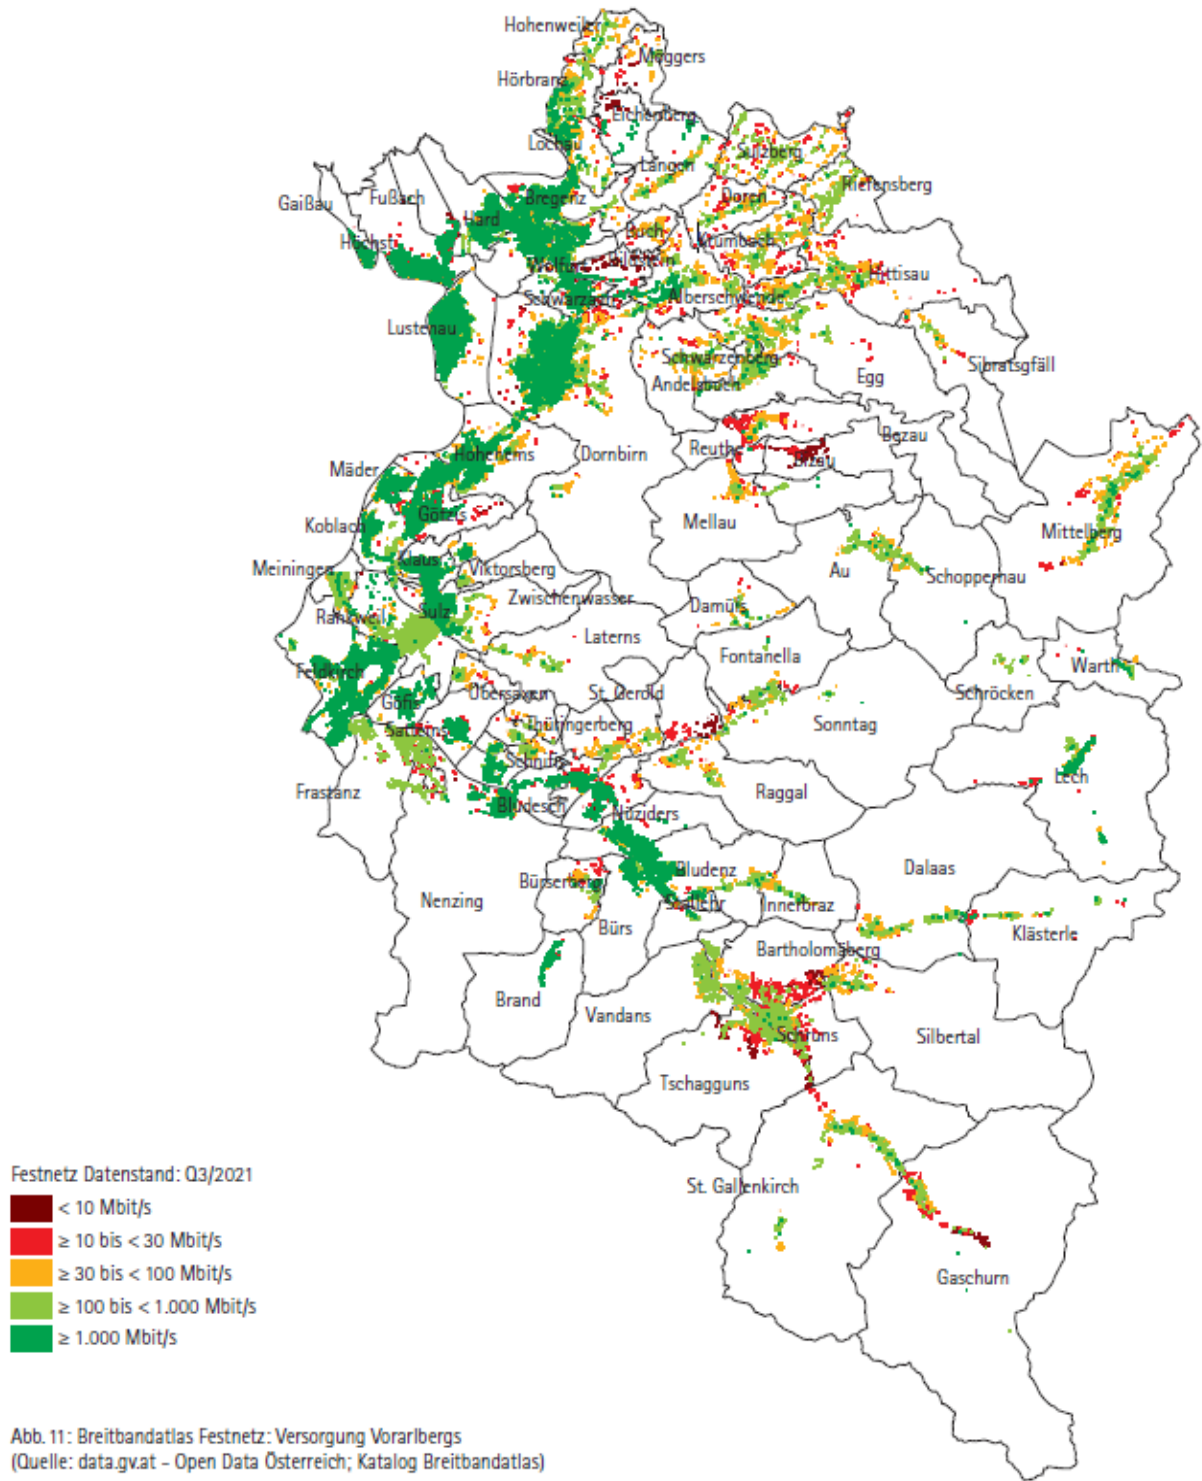 Hohenweiler
Möggers
Hörbranz
Eichenberg
Lochau
Langen
Sulzberg
Riefensberg
Gaißau
Fußach
Bregenz
Doren
Höchst
Hard
Buch
Krumbach
Wolfurt
Bildstein
Hittisau
Schwarzach
Alberschwende
Lustenau
Schwarzenberg
Sibratsgfäll
Andelsbuch
Egg
Hohenems
Dornbirn
Reuthe
Bezau
Bizau
Mäder
Koblach
Götzis
Mellau
Mittelberg
Meiningen
Klaus
Viktorsberg
Au
Schoppernau
Rankweil
Sulz
Zwischenwasser
Damüls
Laterns
Fontanella
Feldkirch
Göfis
Übersaxen
St. Gerold
Schröcken
Warth
Satteins
Thüringerberg
Sonntag
Schnifis
Lech
Frastanz
Bludesch
Nüziders
Raggal
Bludenz
Dalaas
Nenzing
Bürserberg
Stallehr
Innerbraz
Bürs
Klösterle
Bartholomäberg
Brand
Vandans
Schruns
Silbertal
Tschagguns
St. Gallenkirch
Gaschurn
Festnetz Datenstand: Q3/2021
< 10 Mbit/s
≥ 10 bis < 30 Mbit/s
≥ 30 bis < 100 Mbit/s
≥ 100 bis < 1.000 Mbit/s
≥ 1.000 Mbit/s
Abb. 11: Breitbandatlas Festnetz: Versorgung Vorarlbergs
(Quelle: data.gv.at – Open Data Österreich; Katalog Breitbandatlas)